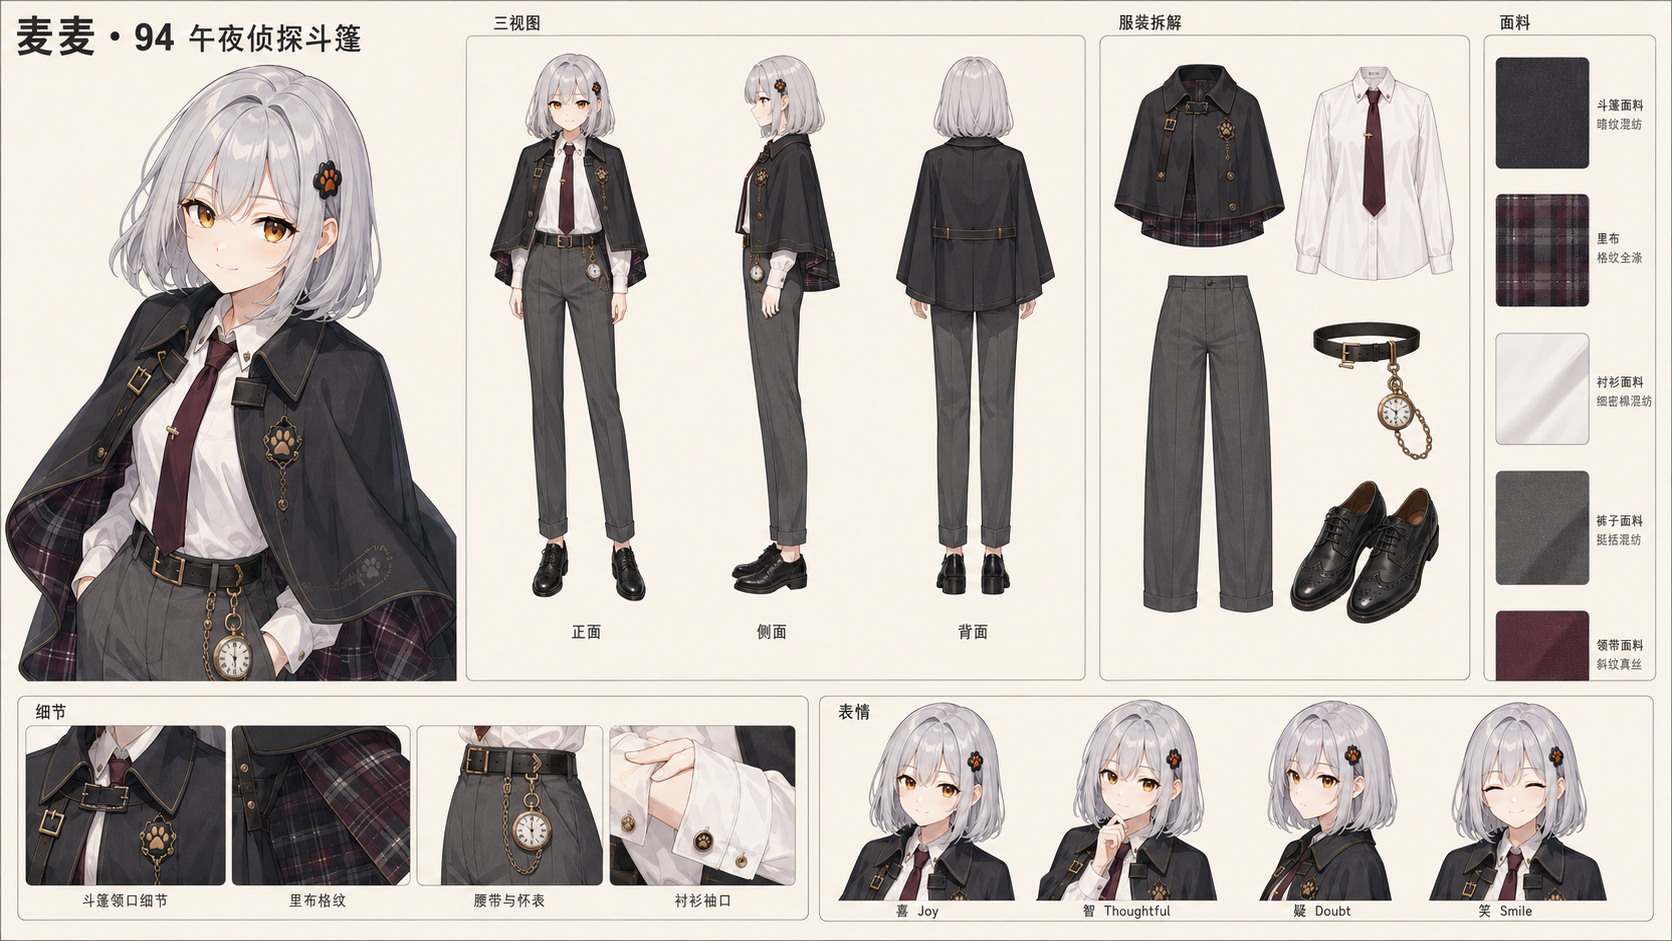 麦麦·94 午夜侦探斗篷
三视图
正面
侧面
背面
服装拆解
面料
斗篷面料
暗纹混纺
里布
格纹全涤
衬衫面料
细密棉混纺
裤子面料
挺括混纺
领带面料
斜纹真丝
细节
斗篷领口细节
里布格纹
腰带与怀表
衬衫袖口
表情
喜 Joy
智 Thoughtful
疑 Doubt
笑 Smile